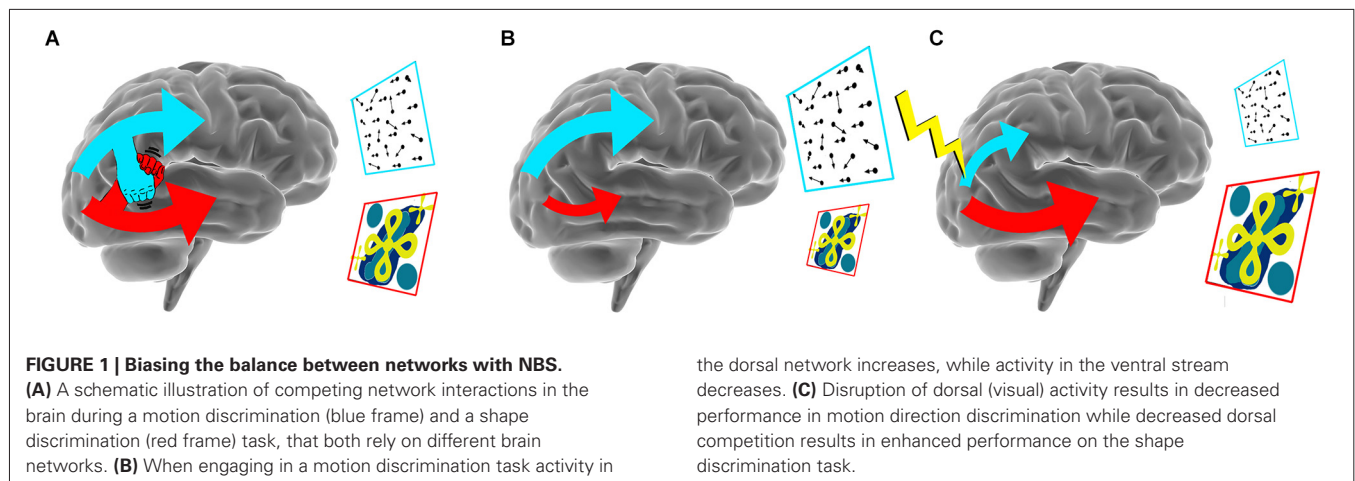 A
B
C
FIGURE 1 | Biasing the balance between networks with NBS.
(A) A schematic illustration of competing network interactions in the
brain during a motion discrimination (blue frame) and a shape
discrimination (red frame) task, that both rely on different brain
networks. (B) When engaging in a motion discrimination task activity in
the dorsal network increases, while activity in the ventral stream
decreases. (C) Disruption of dorsal (visual) activity results in decreased
performance in motion direction discrimination while decreased dorsal
competition results in enhanced performance on the shape
discrimination task.